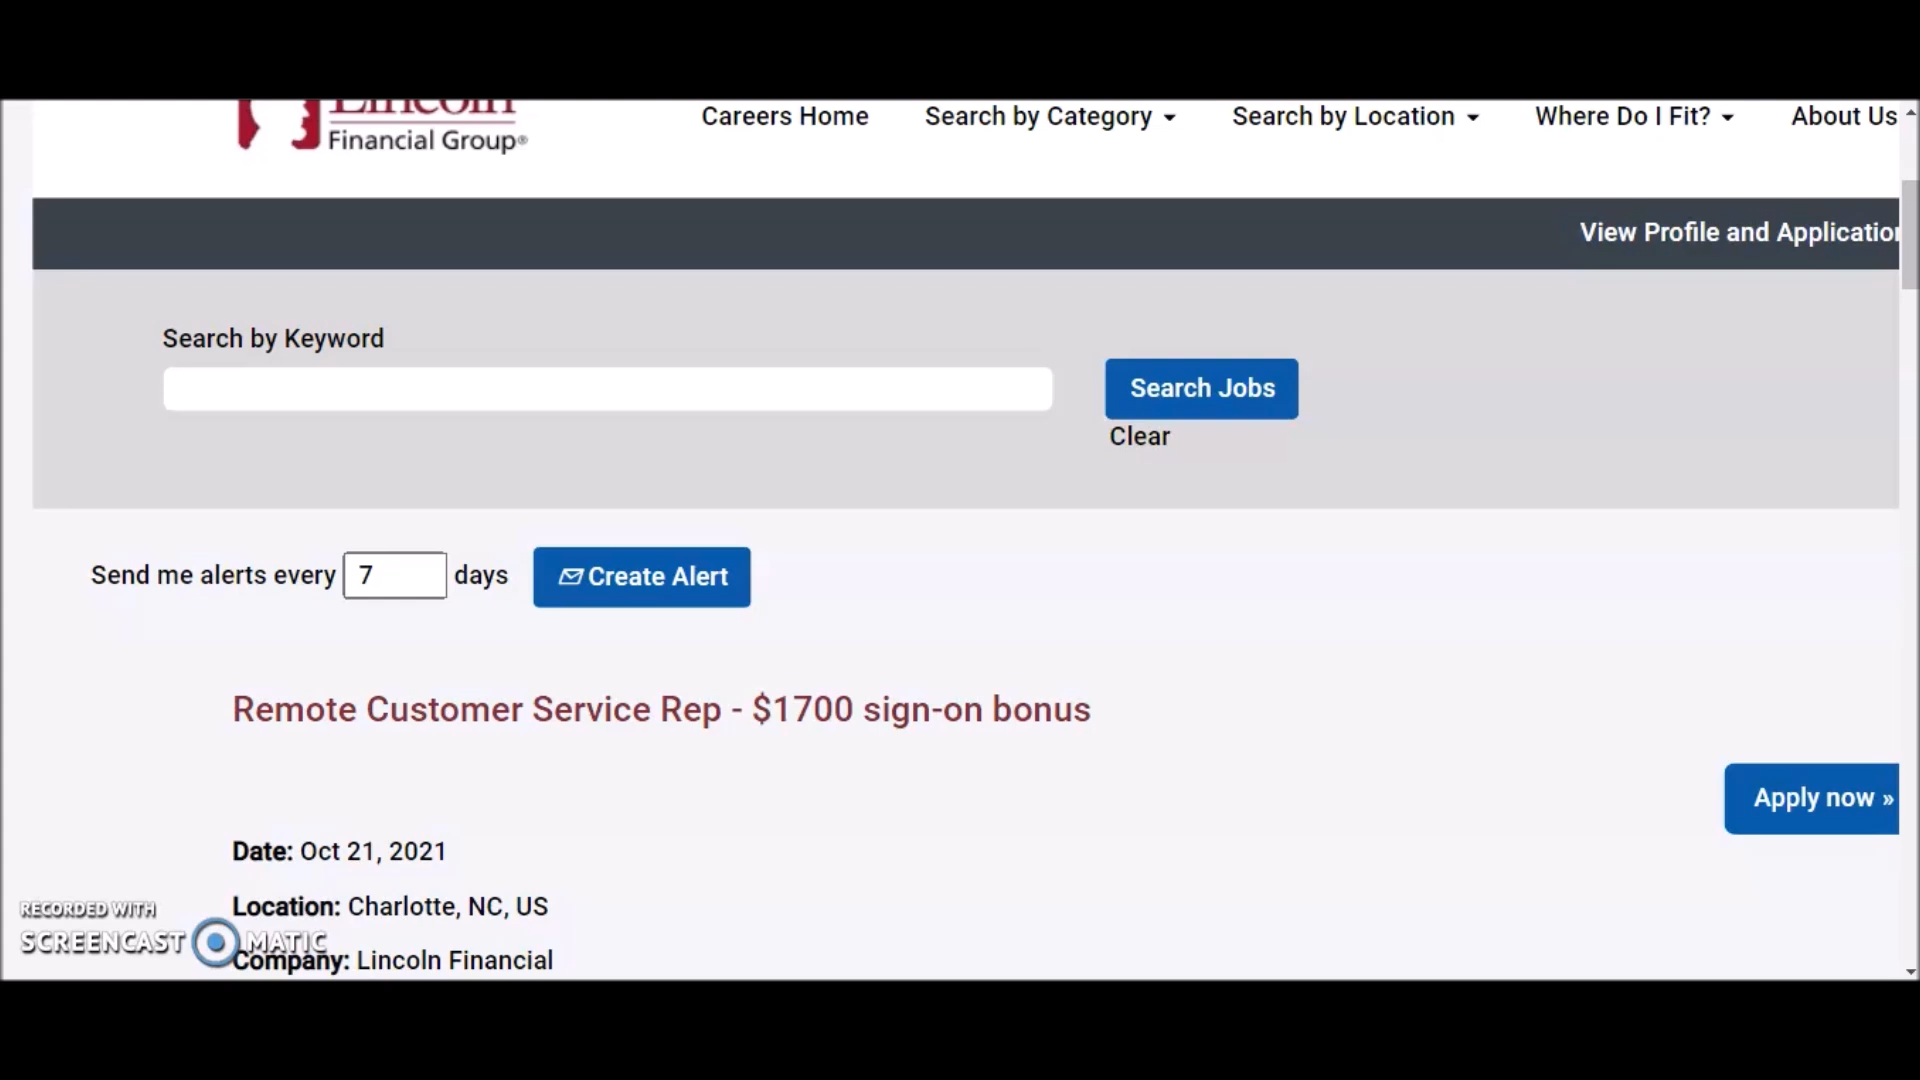 Lincoln
Financial Group®
Careers Home
Search by Category
Search by Location
Where Do I Fit?
About Us
View Profile and Application
Search by Keyword
Search Jobs
Clear
Send me alerts every 7 days
Create Alert
Remote Customer Service Rep - $1700 sign-on bonus
Apply now »
Date: Oct 21, 2021
Location: Charlotte, NC, US
Company: Lincoln Financial
RECORDED WITH
SCREENCAST MATIC